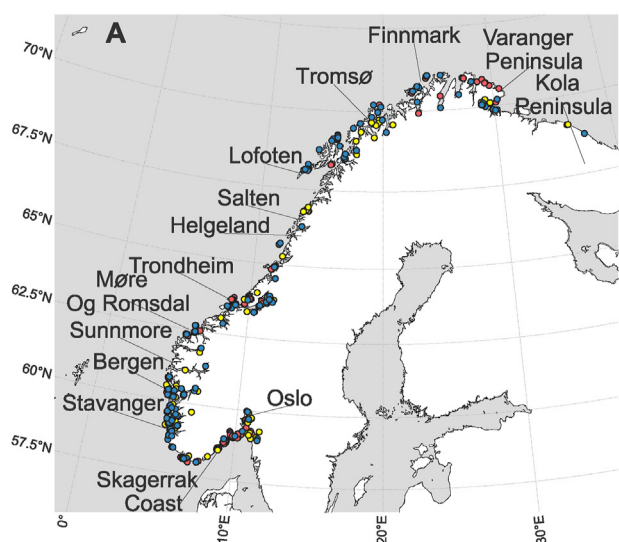 A
70°N
67.5°N
65°N
62.5°N
60°N
57.5°N
Finnmark
Varanger
Peninsula
Kola
Peninsula
Tromsø
Lofoten
Salten
Helgeland
Trondheim
Møre
Og Romsdal
Sunnmore
Bergen
Stavanger
Oslo
Skagerrak
Coast
0°
10°E
20°E
30°E